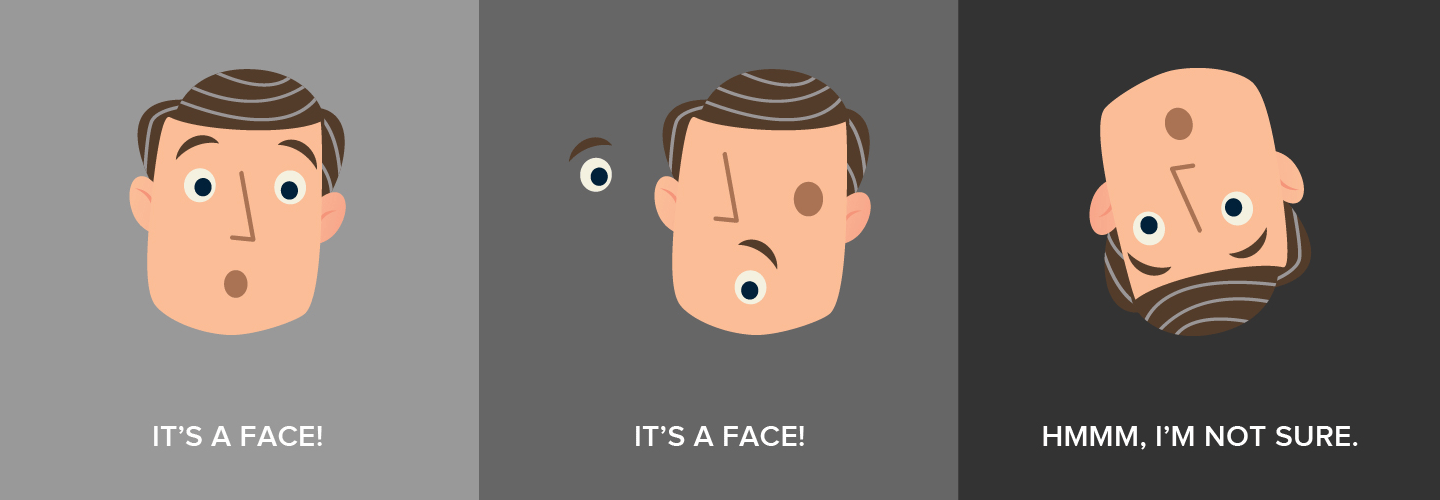 IT’S A FACE!
IT’S A FACE!
HMMM, I’M NOT SURE.